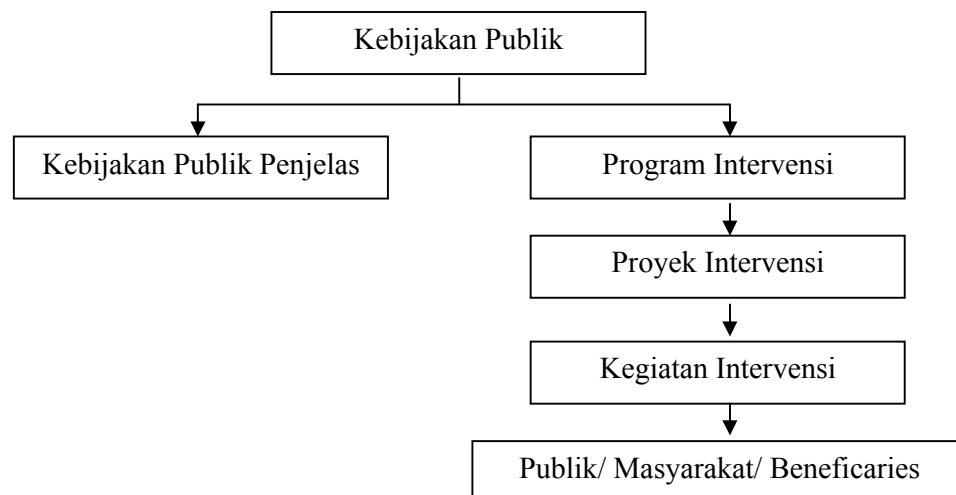 Kebijakan Publik
Kebijakan Publik Penjelas
Program Intervensi
Proyek Intervensi
Kegiatan Intervensi
Publik/ Masyarakat/ Beneficaries